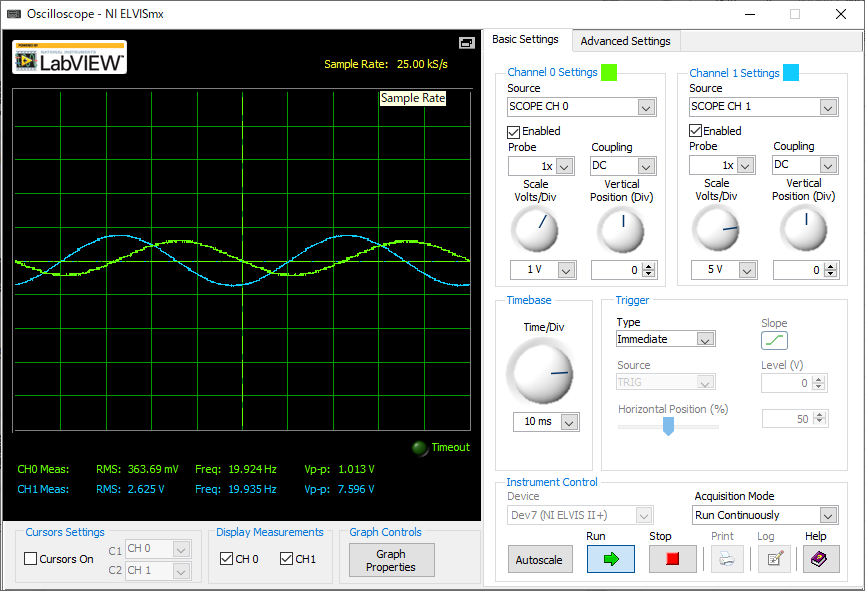 Oscilloscope - NI ELVISmx
POWERED BY
NATIONAL INSTRUMENTS
LabVIEW™
Sample Rate: 25.00 kS/s
Sample Rate
Timeout
CH0 Meas: RMS: 363.69 mV Freq: 19.924 Hz Vp-p: 1.013 V
CH1 Meas: RMS: 2.625 V Freq: 19.935 Hz Vp-p: 7.596 V
Cursors Settings
Cursors On
C1 CH 0
C2 CH 1
Display Measurements
CH 0 CH1
Graph Controls
Graph
Properties
Basic Settings Advanced Settings
Channel 0 Settings
Source
SCOPE CH 0
Enabled
Probe Coupling
1x DC
Scale Vertical
Volts/Div Position (Div)
1 V 0
Channel 1 Settings
Source
SCOPE CH 1
Enabled
Probe Coupling
1x DC
Scale Vertical
Volts/Div Position (Div)
5 V 0
Timebase
Time/Div
10 ms
Trigger
Type Slope
Immediate
Source Level (V)
TRIG 0
Horizontal Position (%)
50
Instrument Control
Device Acquisition Mode
Dev7 (NI ELVIS II+) Run Continuously
Run Stop Print Log Help
Autoscale